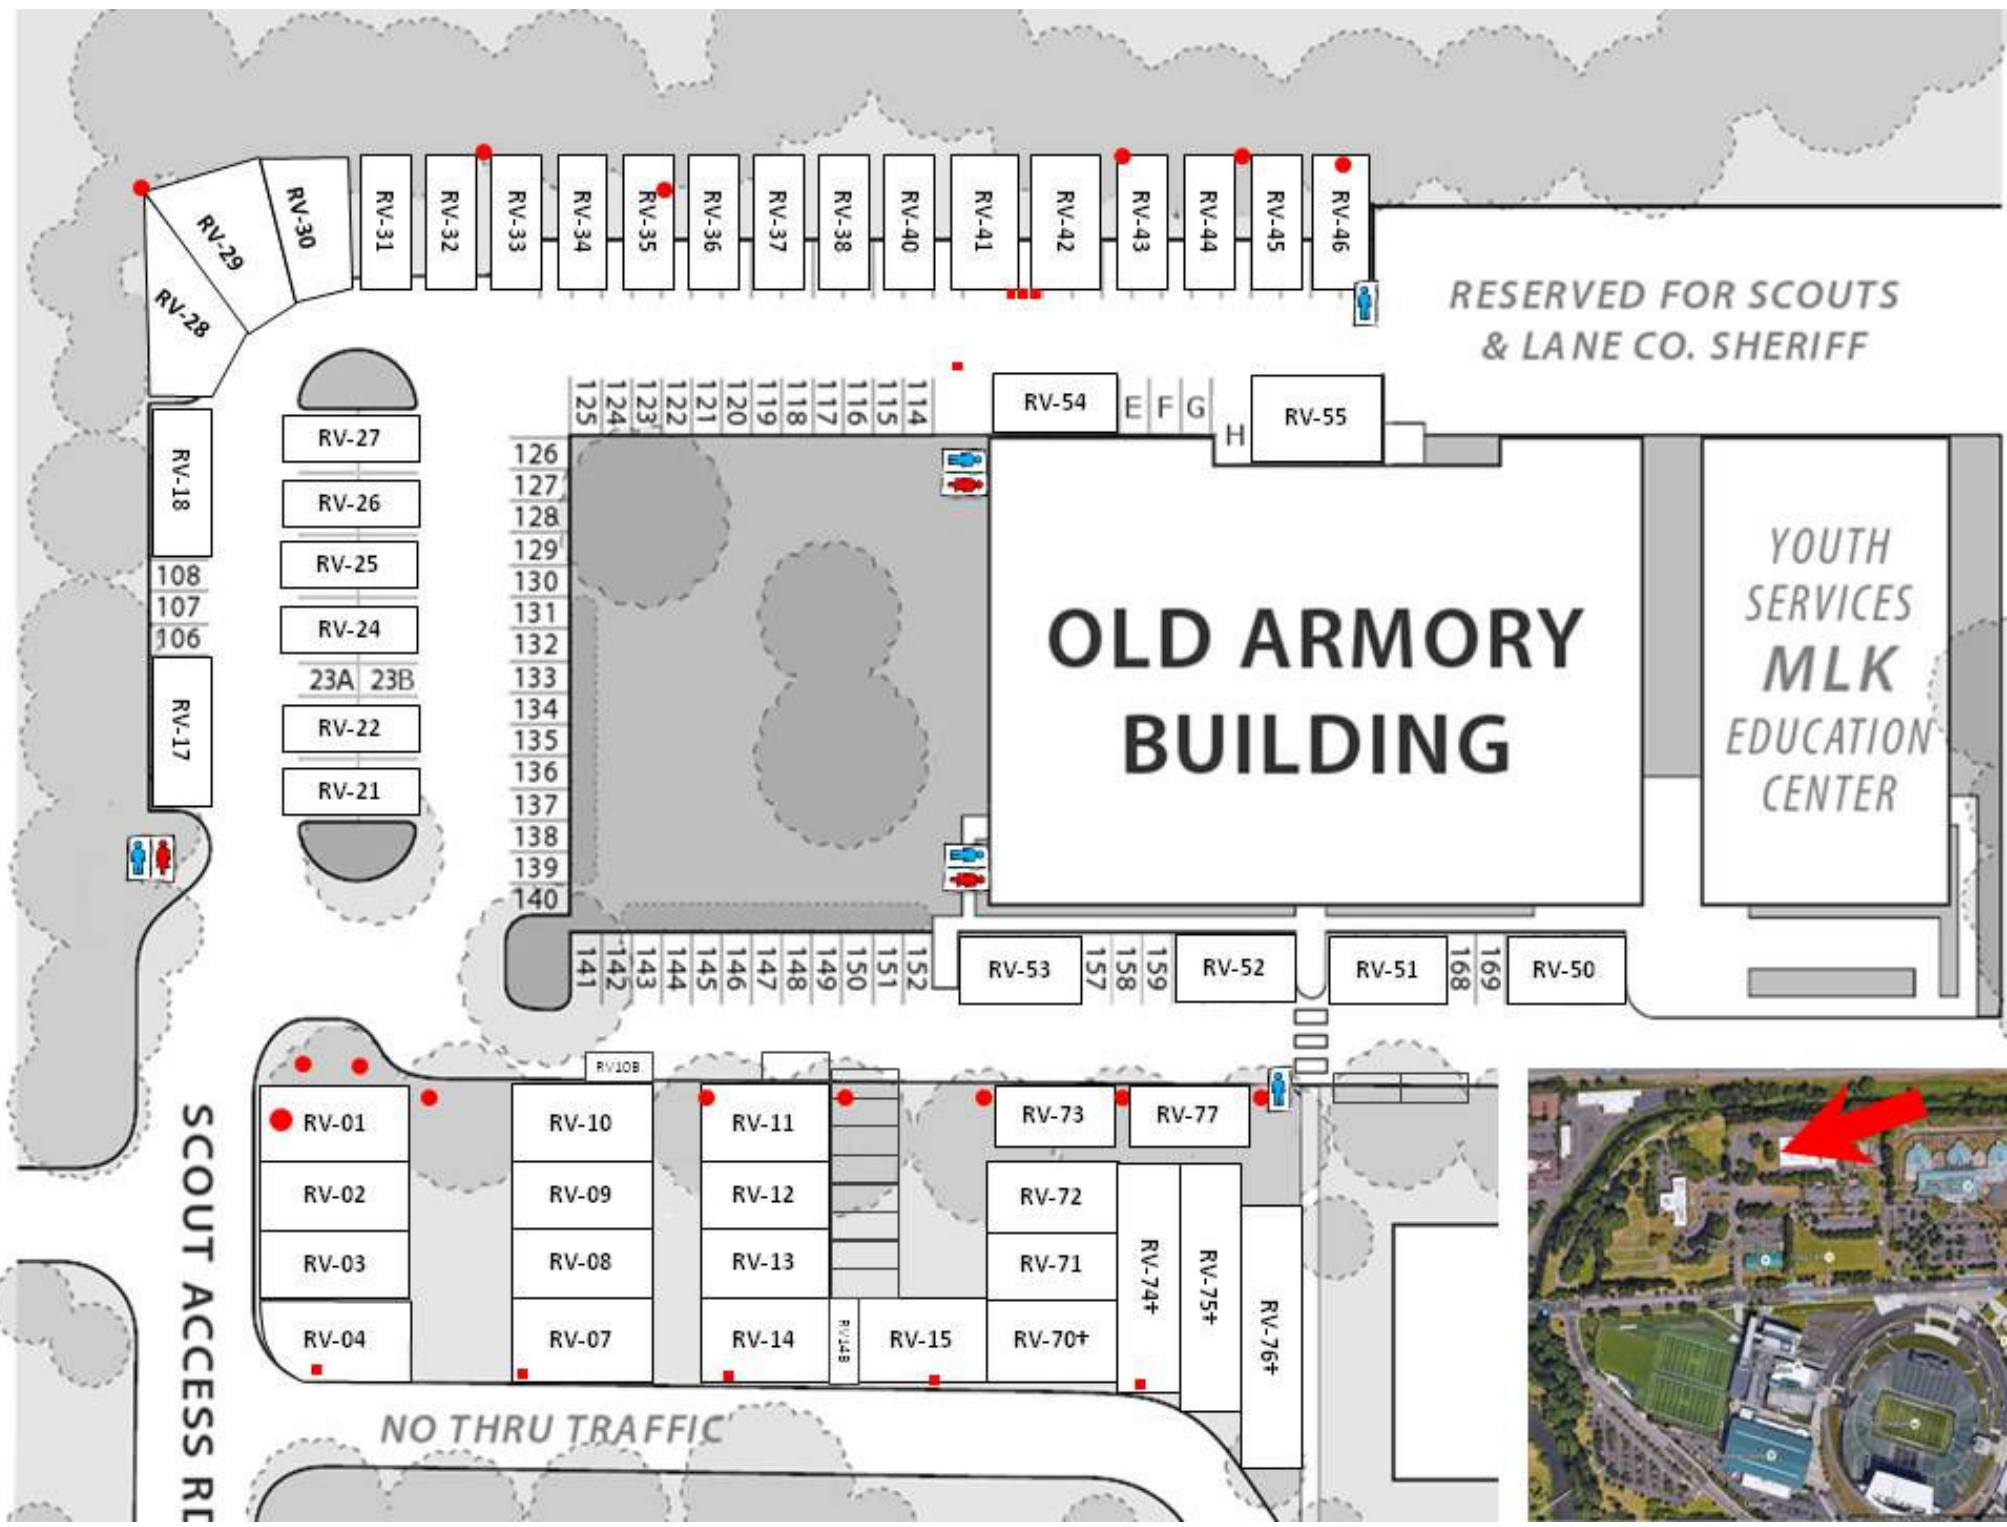 RV-28
RV-29
RV-30
RV-31
RV-32
RV-33
RV-34
RV-35
RV-36
RV-37
RV-38
RV-40
RV-41
RV-42
RV-43
RV-44
RV-45
RV-46
RESERVED FOR SCOUTS
& LANE CO. SHERIFF
RV-18
108
107
106
RV-17
RV-27
RV-26
RV-25
RV-24
23A 23B
RV-22
RV-21
125
124
123
122
121
120
119
118
117
116
115
114
RV-54
E F G
H
RV-55
126
127
128
129
130
131
132
133
134
135
136
137
138
139
140
OLD ARMORY
BUILDING
YOUTH
SERVICES
MLK
EDUCATION
CENTER
141
142
143
144
145
146
147
148
149
150
151
152
RV-53
157
158
159
RV-52
RV-51
168
169
RV-50
RV10B
RV-01
RV-02
RV-03
RV-04
RV-10
RV-09
RV-08
RV-07
RV-11
RV-12
RV-13
RV-14
RV14B
RV-15
RV-73
RV-77
RV-72
RV-71
RV-70†
RV-74†
RV-75†
RV-76†
SCOUT ACCESS RD
NO THRU TRAFFIC